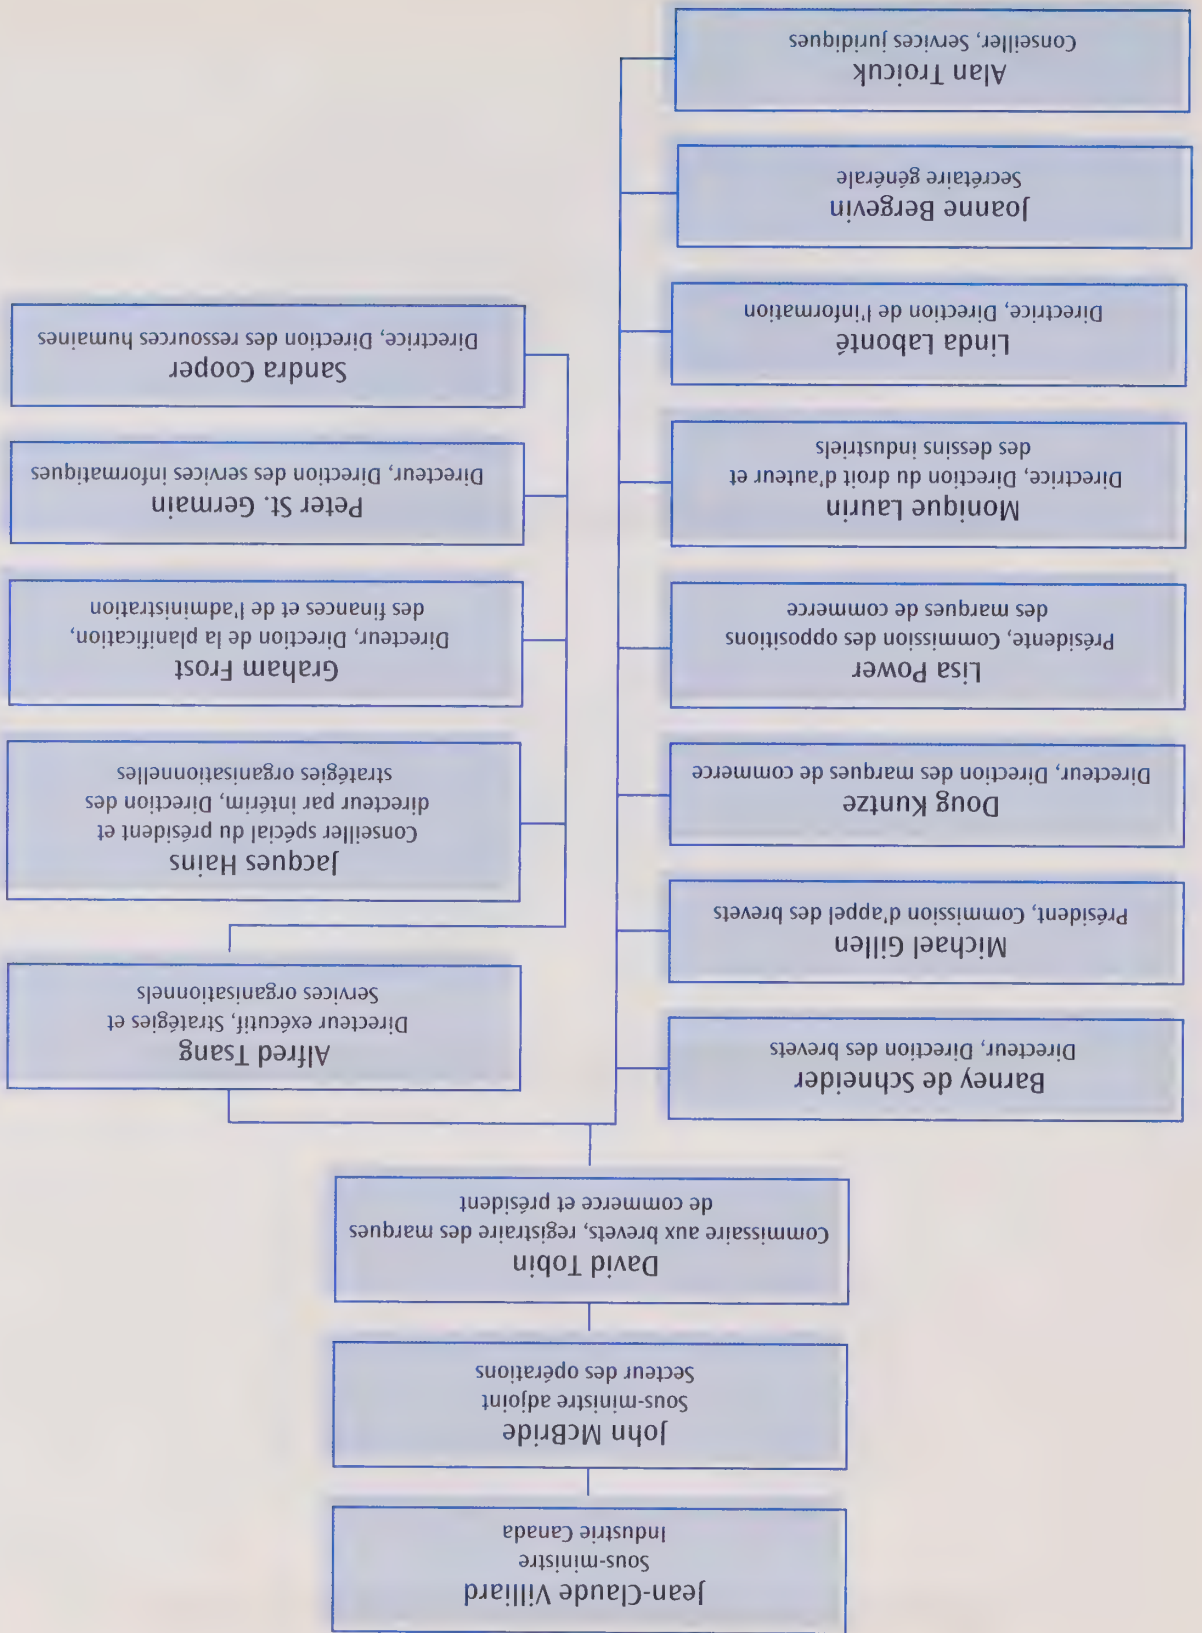 Jean-Claude Villiard
Sous-ministre
Industrie Canada
John McBride
Sous-ministre adjoint
Secteur des opérations
David Tobin
Commissaire aux brevets, registraire des marques
de commerce et président
Barney de Schneider
Directeur, Direction des brevets
Michael Gillen
Président, Commission d'appel des brevets
Doug Kuntze
Directeur, Direction des marques de commerce
Lisa Power
Présidente, Commission des oppositions
des marques de commerce
Monique Laurin
Directrice, Direction du droit d'auteur et
des dessins industriels
Linda Labonté
Directrice, Direction de l'information
Joanne Bergevin
Secrétaire générale
Alan Troicuk
Conseiller, Services juridiques
Alfred Tsang
Directeur exécutif, Stratégies et
Services organisationnels
Jacques Hains
Conseiller spécial du président et
directeur par intérim, Direction des
stratégies organisationnelles
Graham Frost
Directeur, Direction de la planification,
des finances et de l'administration
Peter St. Germain
Directeur, Direction des services informatiques
Sandra Cooper
Directrice, Direction des ressources humaines